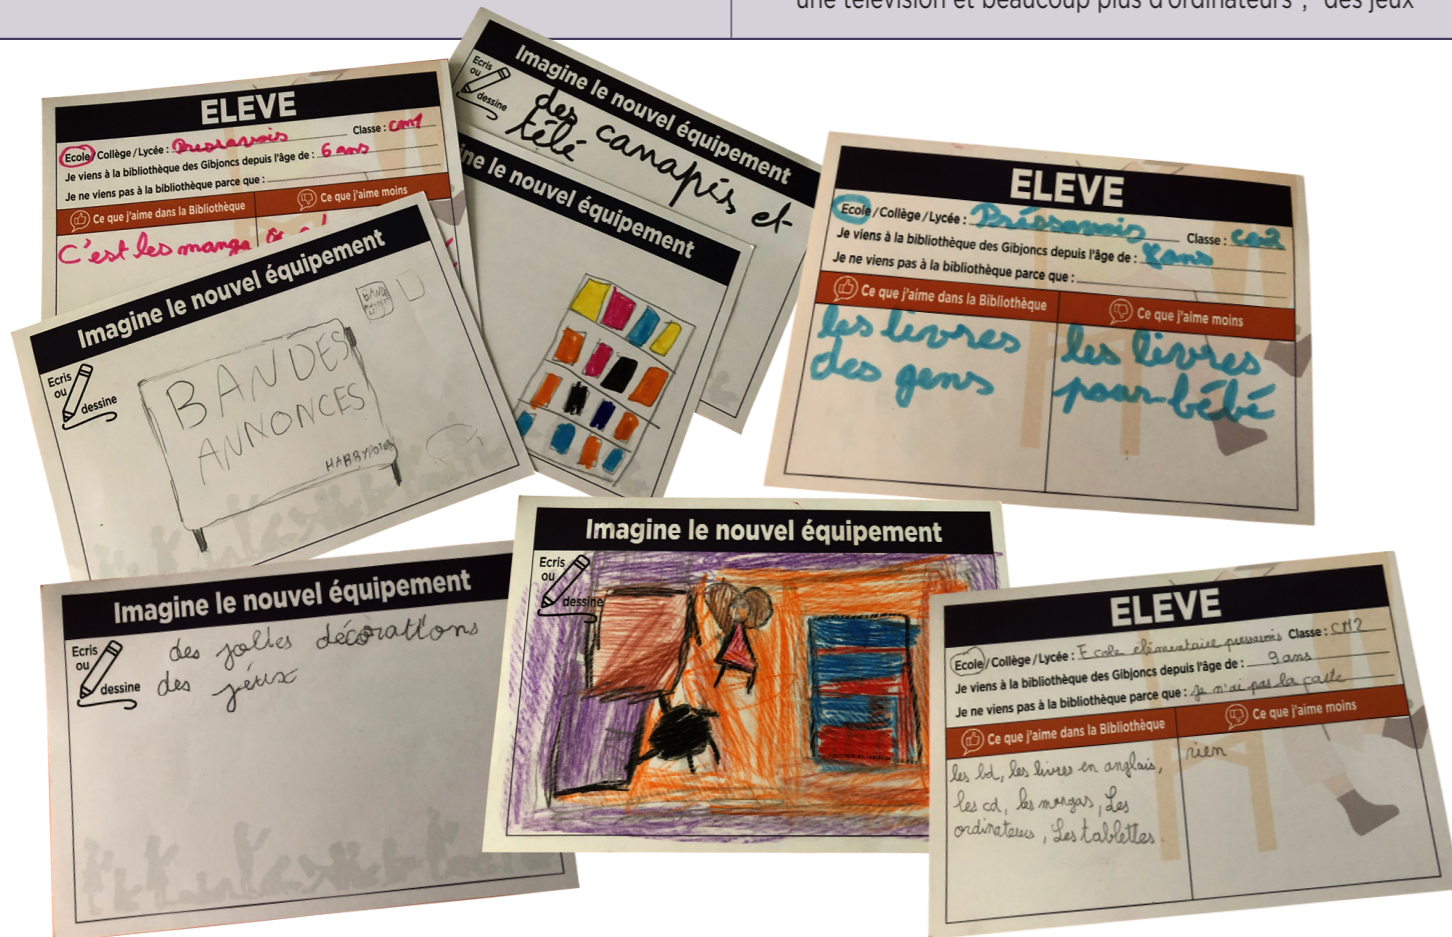 une télévision et beaucoup plus d'ordinateurs", "des jeux
ELEVE
Ecole/Collège/Lycée : Pressavois Classe : CM1
Je viens à la bibliothèque des Gibjoncs depuis l'âge de : 6 ans
Je ne viens pas à la bibliothèque parce que :
Ce que j'aime dans la Bibliothèque
Ce que j'aime moins
C'est les manga
Imagine le nouvel équipement
Ecris
ou
dessine
des canapés et
télé
ine le nouvel équipement
Imagine le nouvel équipement
Ecris
ou
dessine
BANDES
ANNONCES
HARRYPOTER
ELEVE
Ecole/Collège/Lycée : Préssavois Classe : CM2
Je viens à la bibliothèque des Gibjoncs depuis l'âge de : ans
Je ne viens pas à la bibliothèque parce que :
Ce que j'aime dans la Bibliothèque
Ce que j'aime moins
les livres
des gens
les livres
pour-bébé
Imagine le nouvel équipement
Ecris
ou
dessine
des jolies décorations
des jeux
Imagine le nouvel équipement
Ecris
ou
dessine
ELEVE
Ecole/Collège/Lycée : Ecole elémentaire pressavois Classe : CM2
Je viens à la bibliothèque des Gibjoncs depuis l'âge de : 9 ans
Je ne viens pas à la bibliothèque parce que : je n'ai pas la carte
Ce que j'aime dans la Bibliothèque
Ce que j'aime moins
les bd, les livres en anglais,
les cd, les mangas, Les
ordinateurs, Les tablettes.
rien